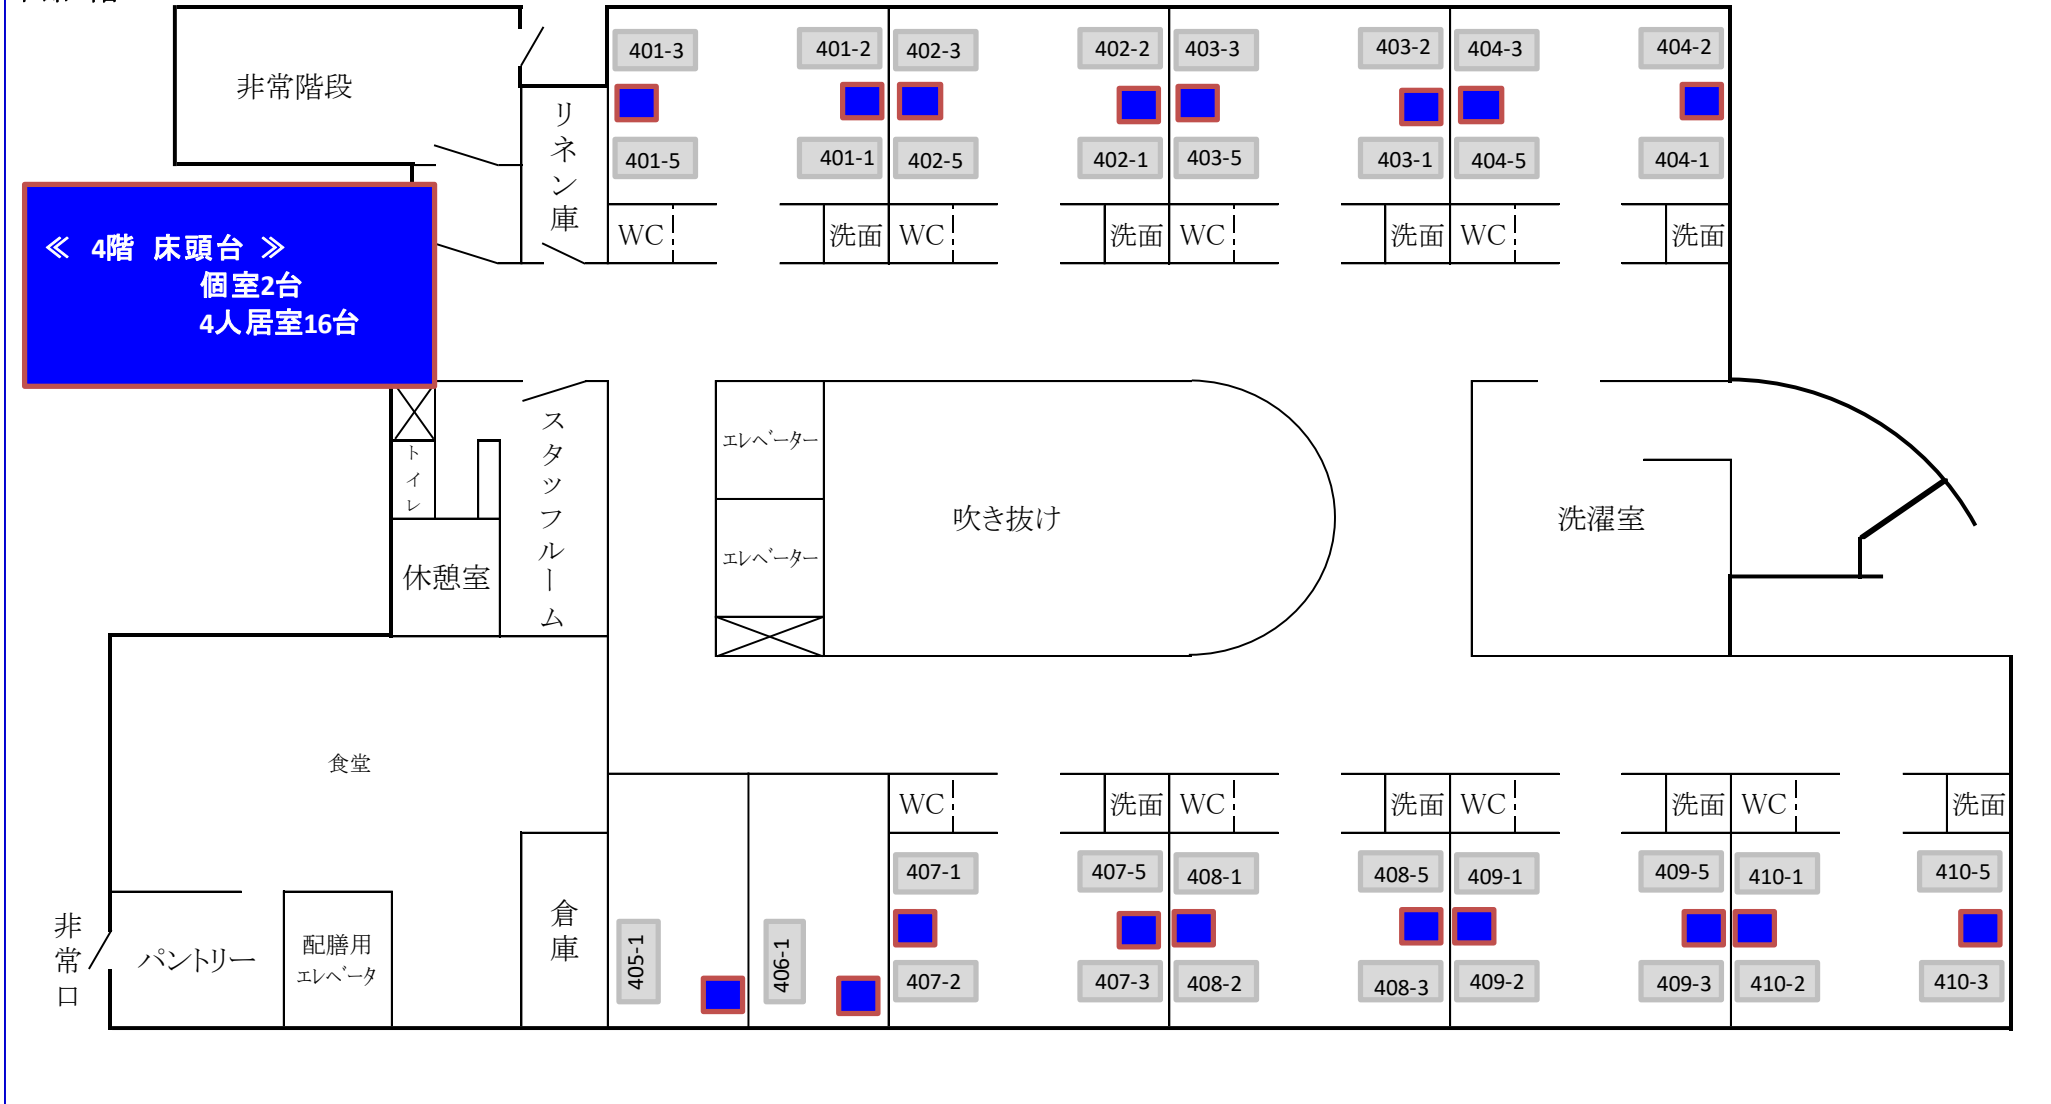 401-3
401-2
402-3
402-2
403-3
403-2
404-3
404-2
非常階段
リネン庫
401-5
401-1
402-5
402-1
403-5
403-1
404-5
404-1
WC
洗面
WC
洗面
WC
洗面
WC
洗面
≪ 4階 床頭台 ≫
個室2台
4人居室16台
スタッフルーム
エレベーター
トイレ
吹き抜け
洗濯室
エレベーター
休憩室
食堂
WC
洗面
WC
洗面
WC
洗面
WC
洗面
407-1
407-5
408-1
408-5
409-1
409-5
410-1
410-5
非常口
パントリー
配膳用
エレベータ
倉庫
405-1
406-1
407-2
407-3
408-2
408-3
409-2
409-3
410-2
410-3